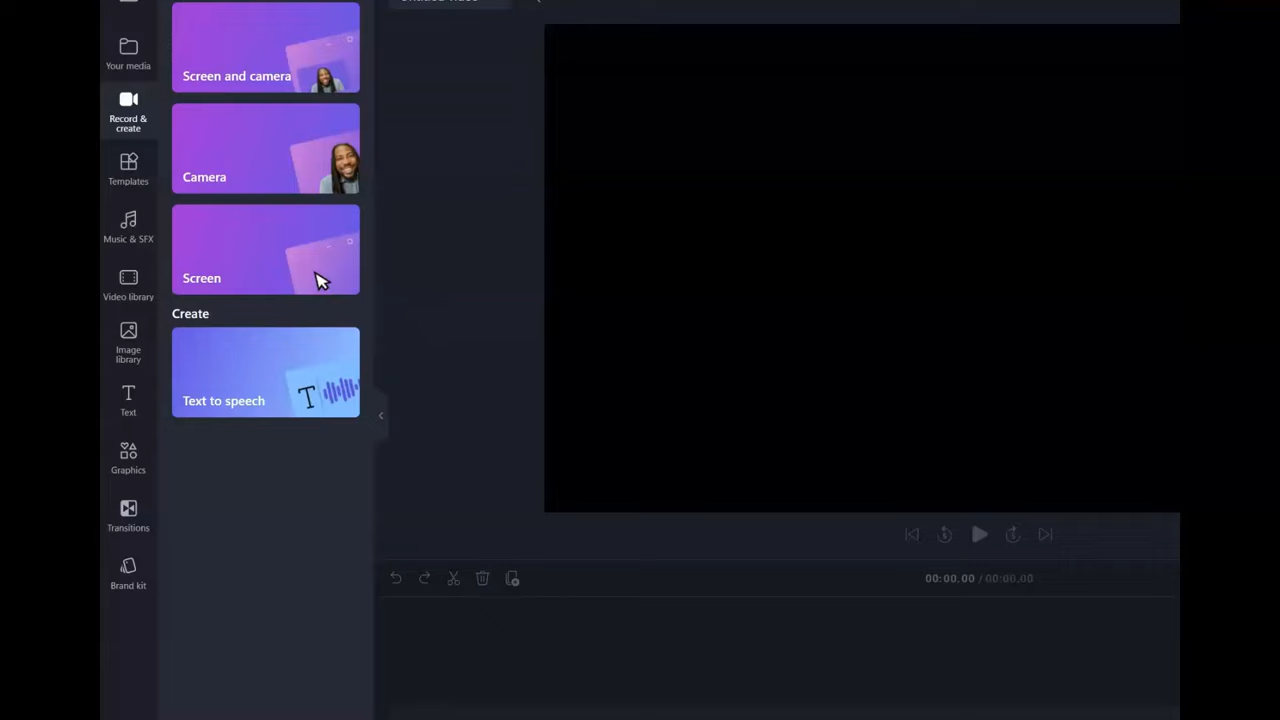 Your media
Record &
create
Templates
Music & SFX
Video library
Image
library
Text
Graphics
Transitions
Brand kit
Screen and camera
Camera
Screen
Create
Text to speech
T
00:00.00 / 00:00.00